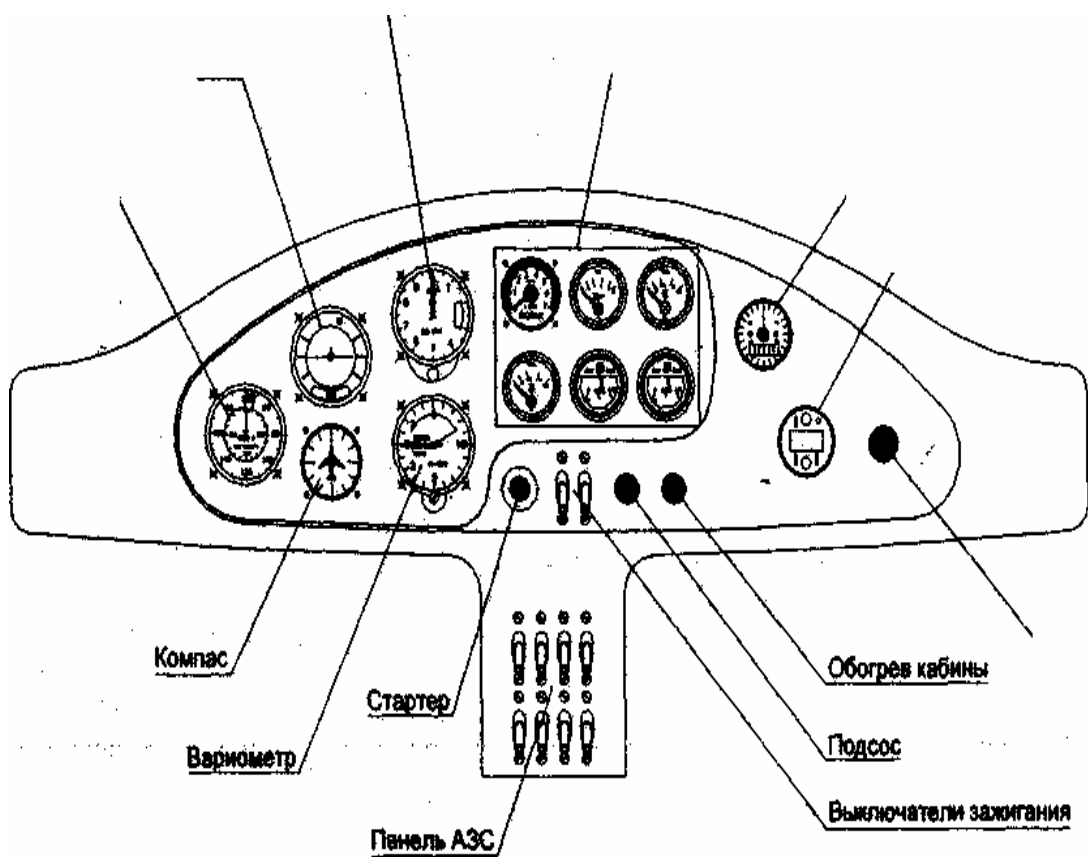 Компас
Обогрев кабины
Стартер
Подсос
Вариометр
Выключатели зажигания
Панель АЗС